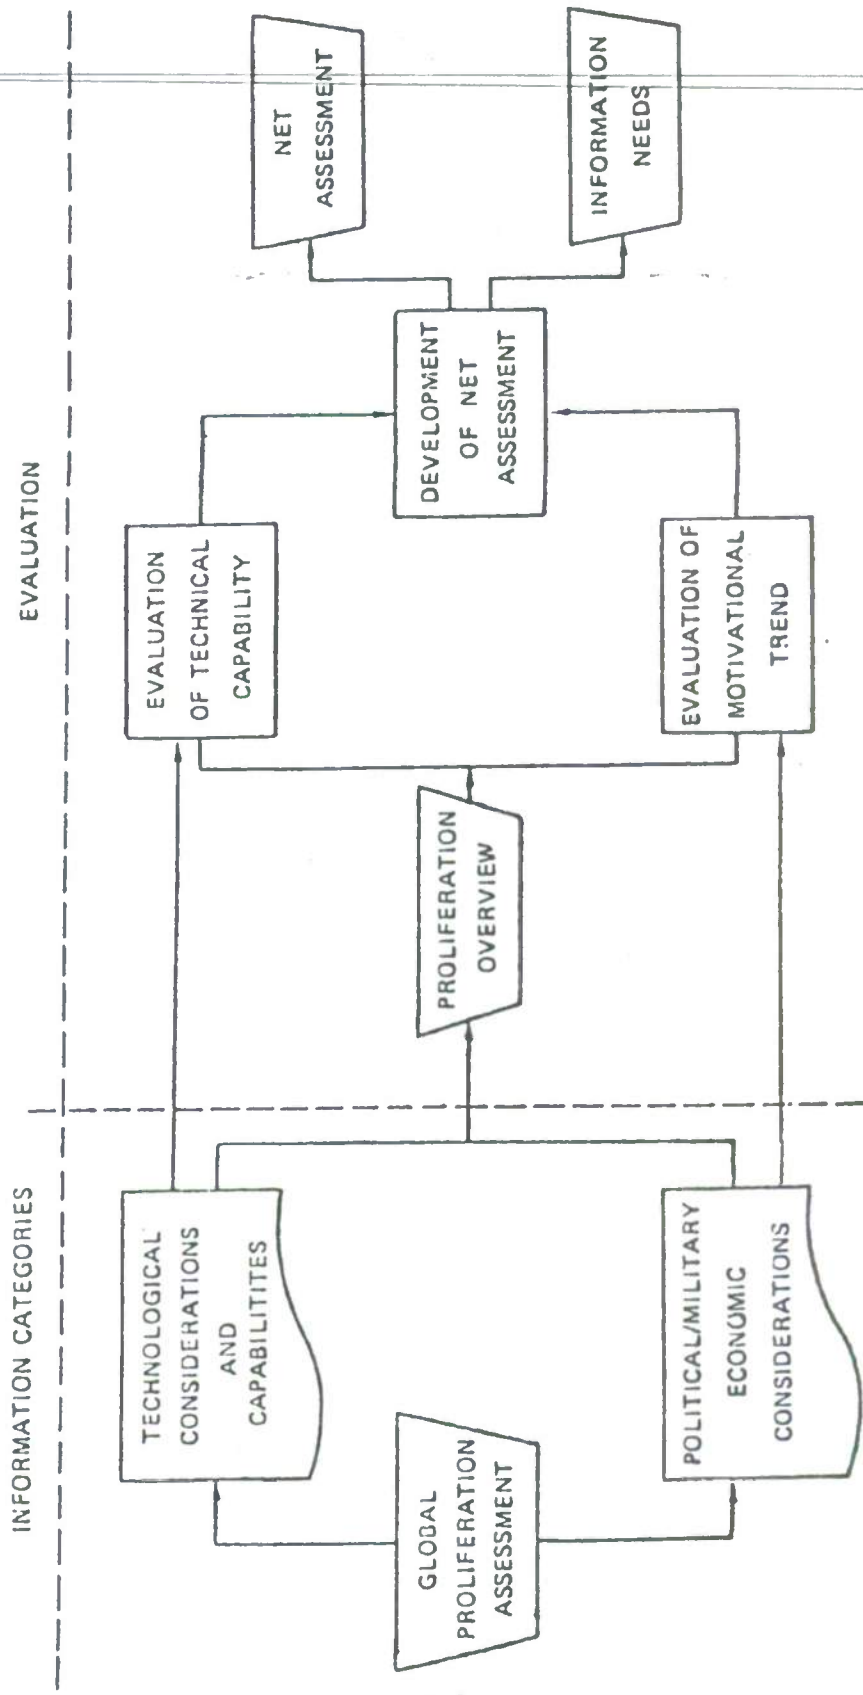 INFORMATION CATEGORIES
EVALUATION
GLOBAL
PROLIFERATION
ASSESSMENT
TECHNOLOGICAL
CONSIDERATIONS
AND
CAPABILITITES
POLITICAL/MILITARY
ECONOMIC
CONSIDERATIONS
PROLIFERATION
OVERVIEW
EVALUATION
OF TECHNICAL
CAPABILITY
EVALUATION OF
MOTIVATIONAL
TREND
DEVELOPMENT
OF NET
ASSESSMENT
NET
ASSESSMENT
INFORMATION
NEEDS